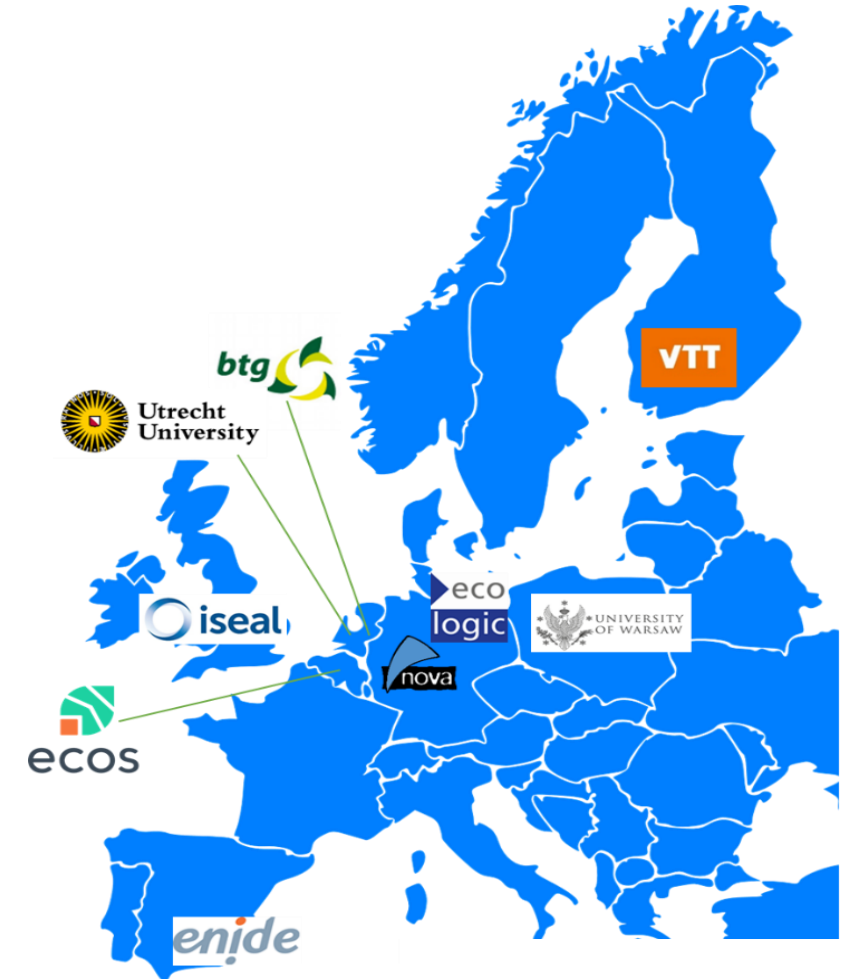 btg
Utrecht
University
VTT
iseal
eco
logic
UNIVERSITY
OF WARSAW
nova
ecos
enide